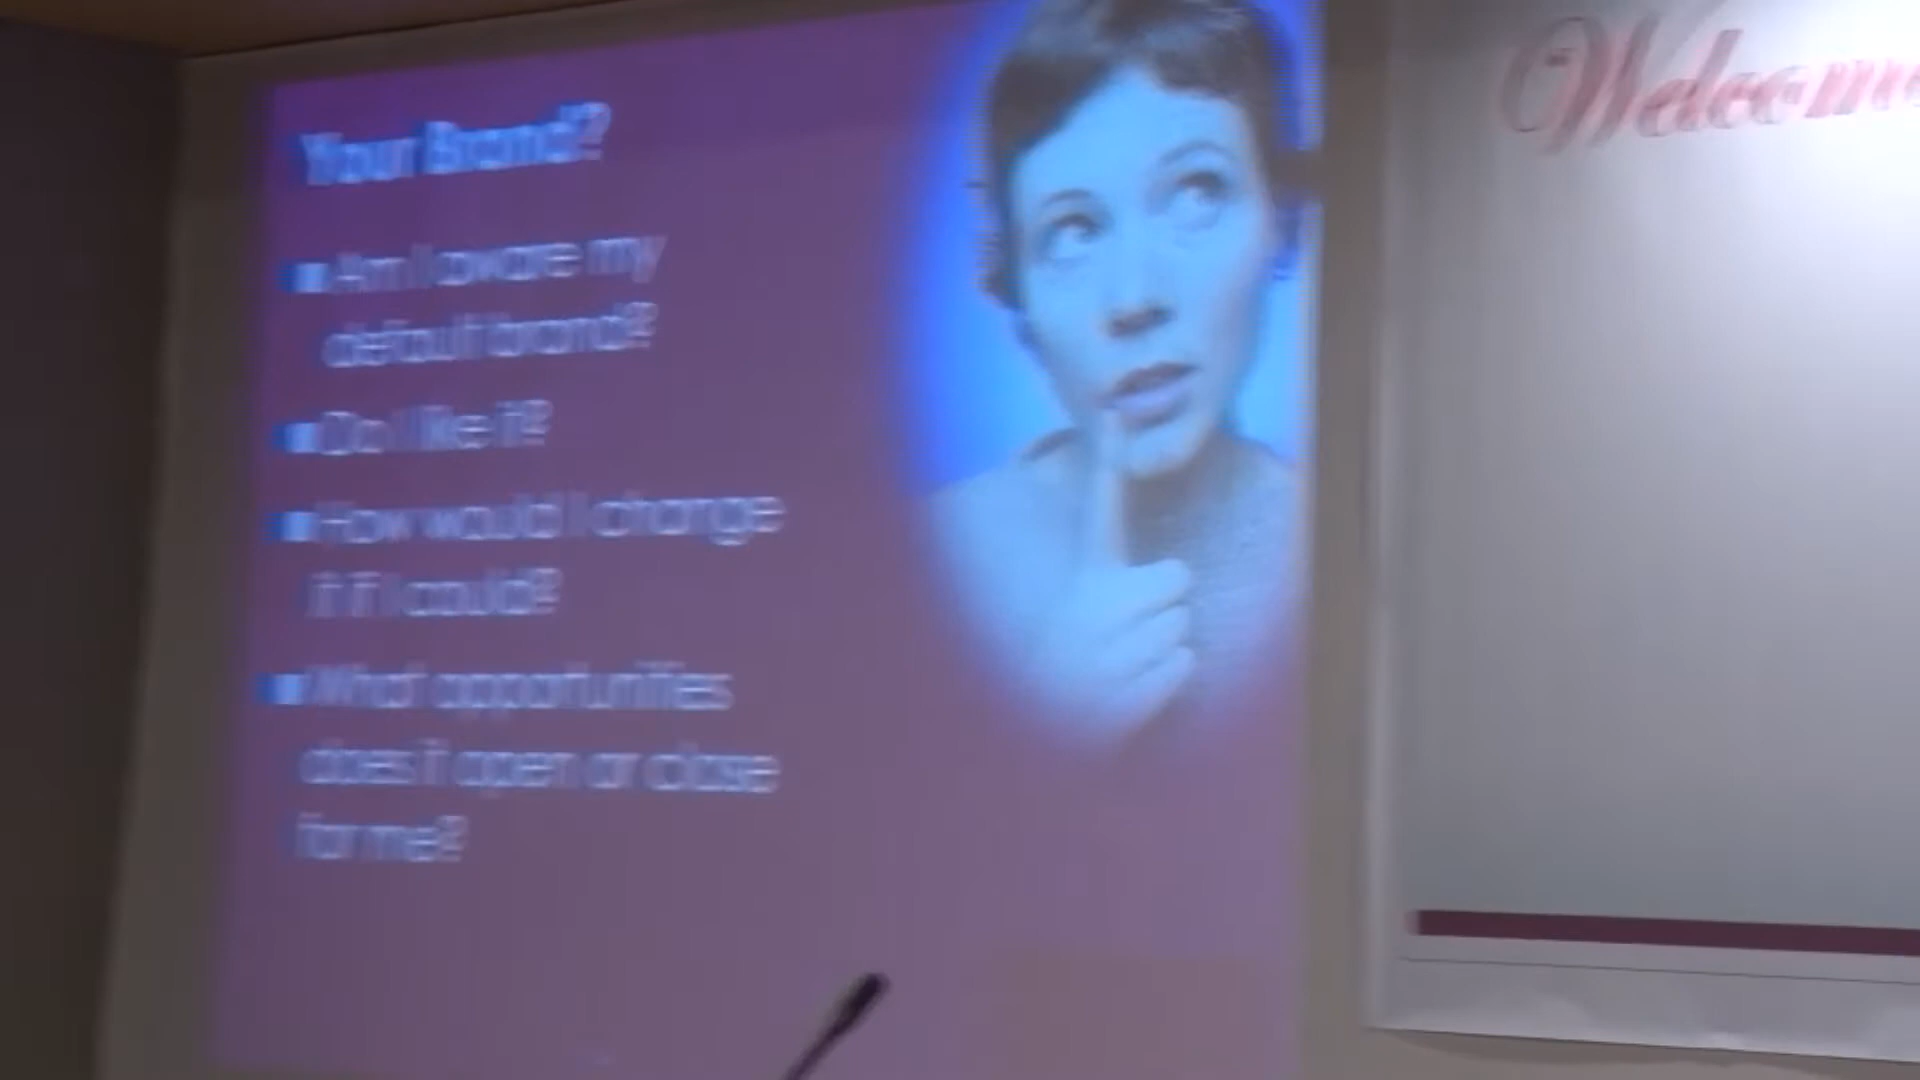 Your Brand?
Am I aware my
default brand?
Do I like it?
How would I change
it if I could?
What opportunities
does it open or close
for me?
Welcome